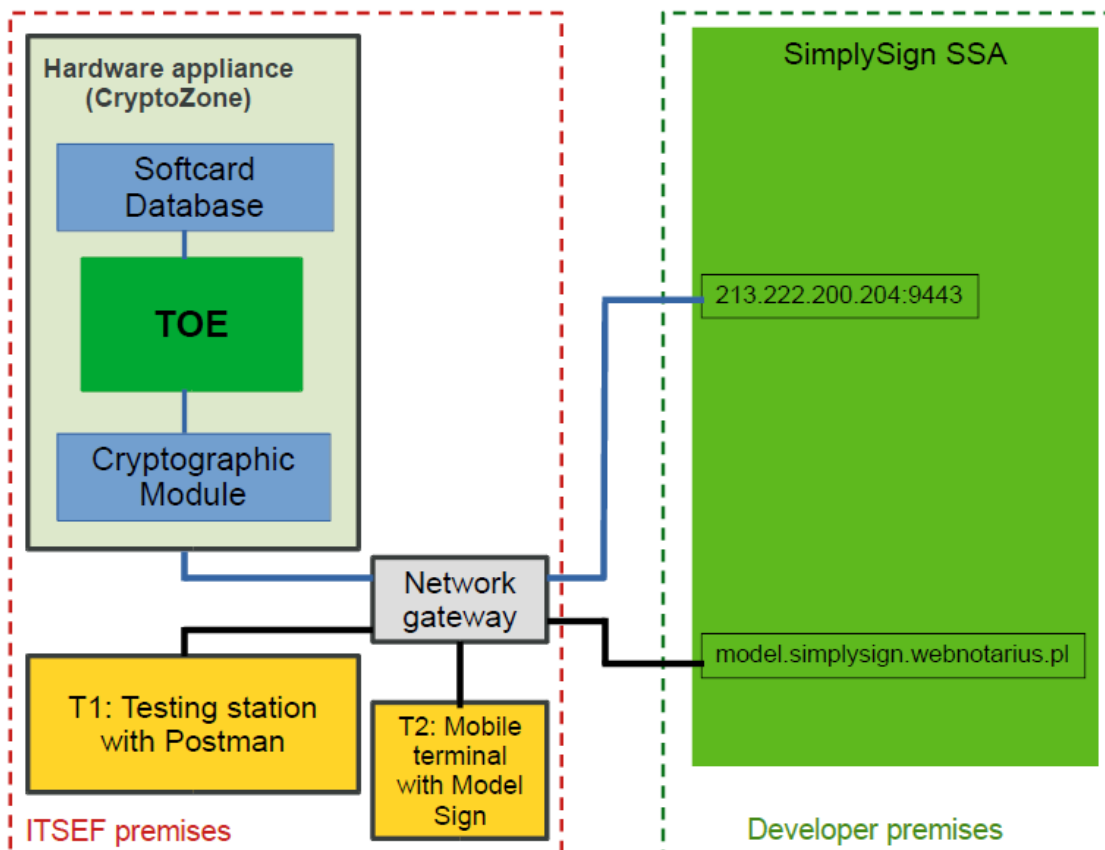 Hardware appliance
(CryptoZone)
Softcard
Database
TOE
Cryptographic
Module
Network
gateway
T1: Testing station
with Postman
T2: Mobile
terminal
with Model
Sign
ITSEF premises
SimplySign SSA
213.222.200.204:9443
model.simplysign.webnotarius.pl
Developer premises